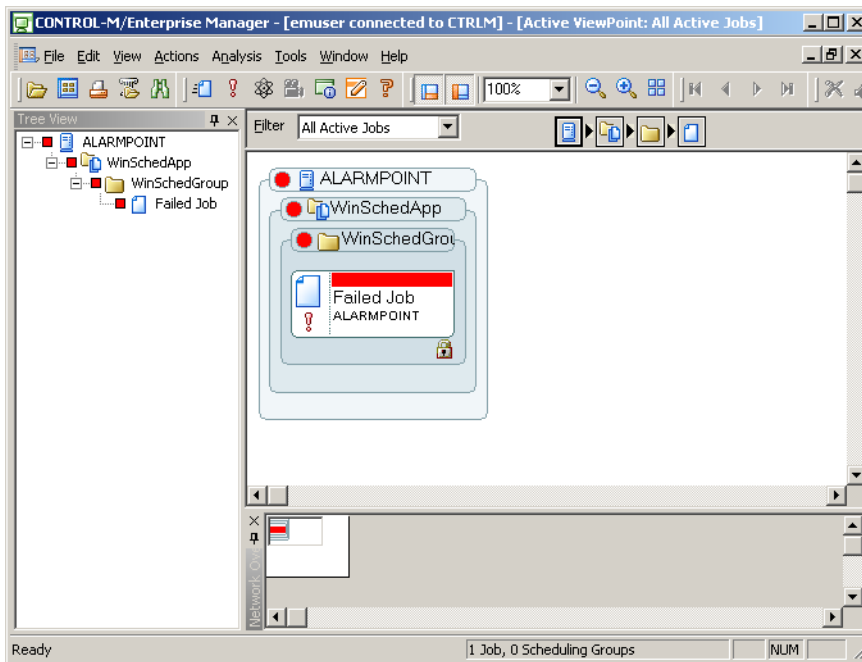 CONTROL-M/Enterprise Manager - [emuser connected to CTRLM] - [Active ViewPoint: All Active Jobs]
File Edit View Actions Analysis Tools Window Help
100%
Tree View
ALARMPOINT
WinSchedApp
WinSchedGroup
Failed Job
Filter All Active Jobs
ALARMPOINT
WinSchedApp
WinSchedGrou
Failed Job
ALARMPOINT
Network Ove
Ready 1 Job, 0 Scheduling Groups NUM